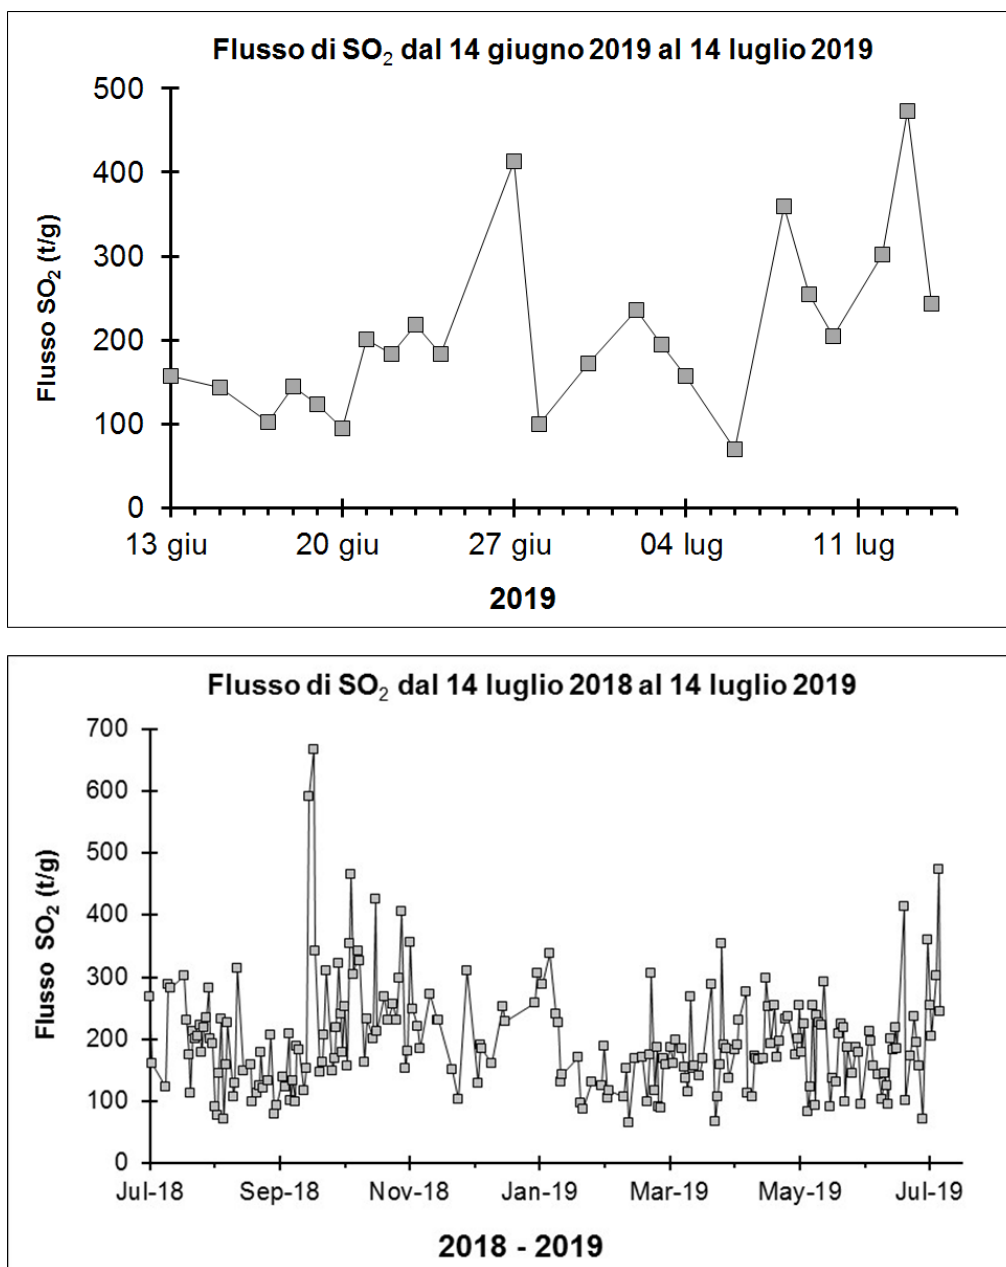 Flusso di SO₂ dal 14 giugno 2019 al 14 luglio 2019
Flusso SO₂ (t/g)
500
400
300
200
100
0
13 giu 20 giu 27 giu 04 lug 11 lug
2019
Flusso di SO₂ dal 14 luglio 2018 al 14 luglio 2019
Flusso SO₂ (t/g)
700
600
500
400
300
200
100
0
Jul-18 Sep-18 Nov-18 Jan-19 Mar-19 May-19 Jul-19
2018 - 2019